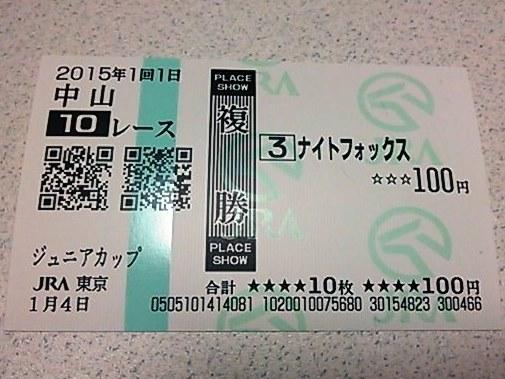 2015年1回1日
中山
10レース
ジュニアカップ
JRA 東京
1月4日
PLACE
SHOW
複
勝
PLACE
SHOW
3 ナイトフォックス
☆☆☆100円
合計 ★★★★10枚 ★★★★100円
0505101414081 1020010075680 30154823 300466
JRA
JRA